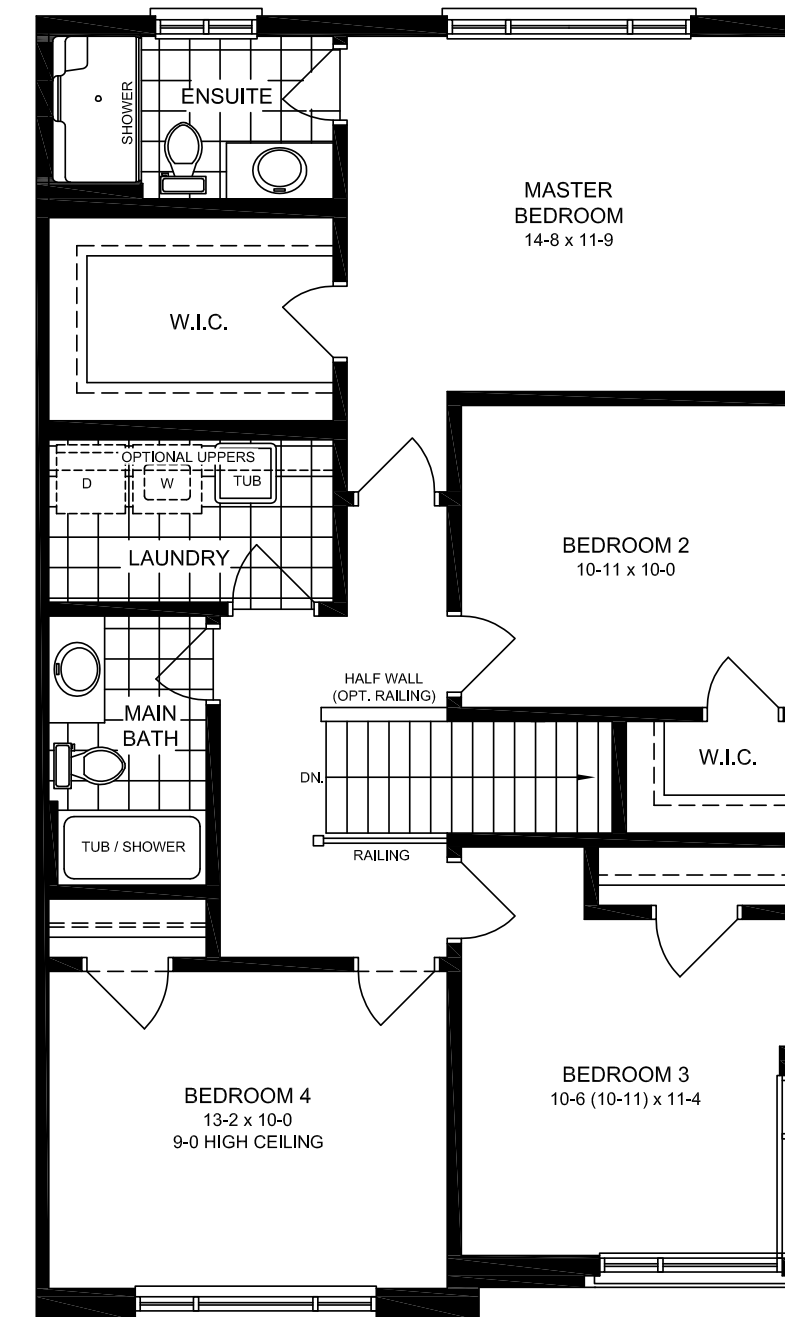 ENSUITE
SHOWER
MASTER
BEDROOM
14-8 x 11-9
W.I.C.
OPTIONAL UPPERS
D
W
TUB
LAUNDRY
BEDROOM 2
10-11 x 10-0
HALF WALL
(OPT. RAILING)
MAIN
BATH
W.I.C.
DN.
TUB / SHOWER
RAILING
BEDROOM 4
13-2 x 10-0
9-0 HIGH CEILING
BEDROOM 3
10-6 (10-11) x 11-4